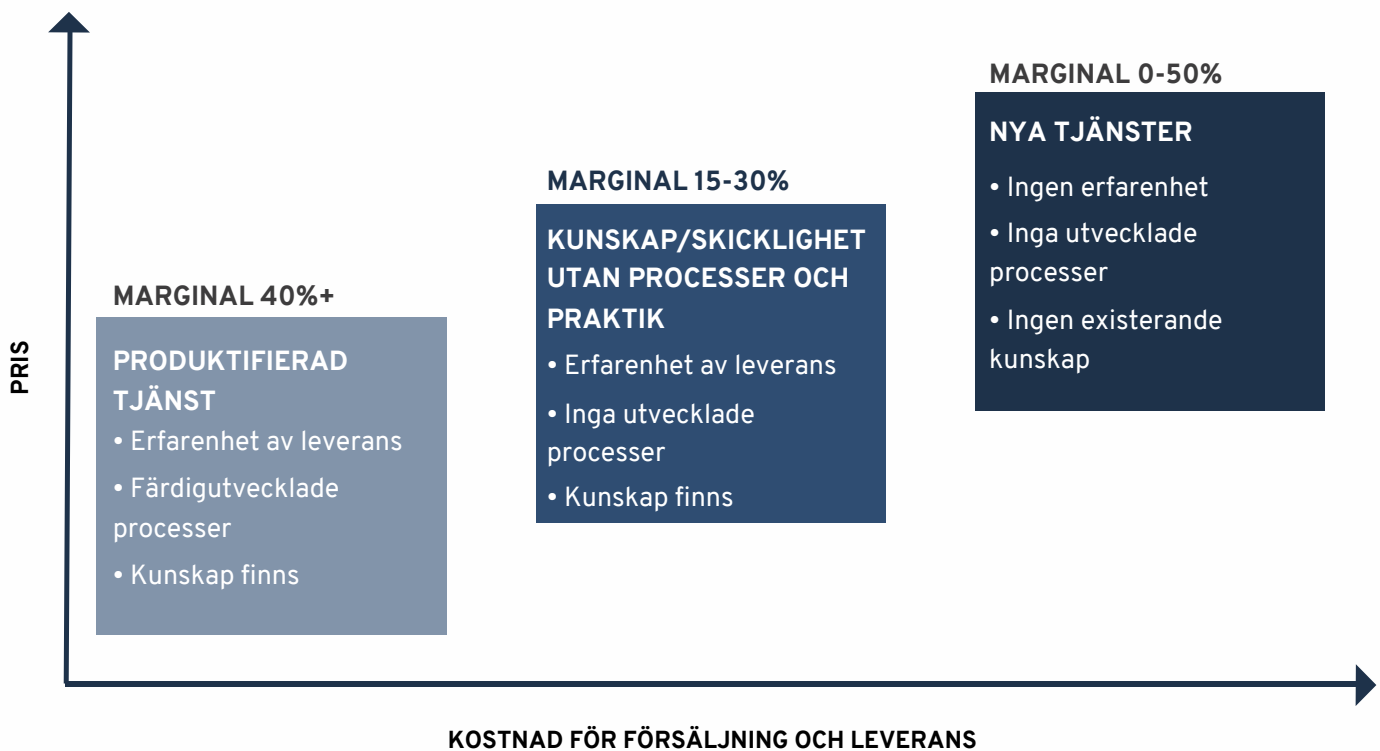 MARGINAL 0-50%
NYA TJÄNSTER
• Ingen erfarenhet
• Inga utvecklade
processer
• Ingen existerande
kunskap
MARGINAL 15-30%
KUNSKAP/SKICKLIGHET
UTAN PROCESSER OCH
PRAKTIK
• Erfarenhet av leverans
• Inga utvecklade
processer
• Kunskap finns
MARGINAL 40%+
PRODUKTIFIERAD
TJÄNST
• Erfarenhet av leverans
• Färdigutvecklade
processer
• Kunskap finns
PRIS
KOSTNAD FÖR FÖRSÄLJNING OCH LEVERANS